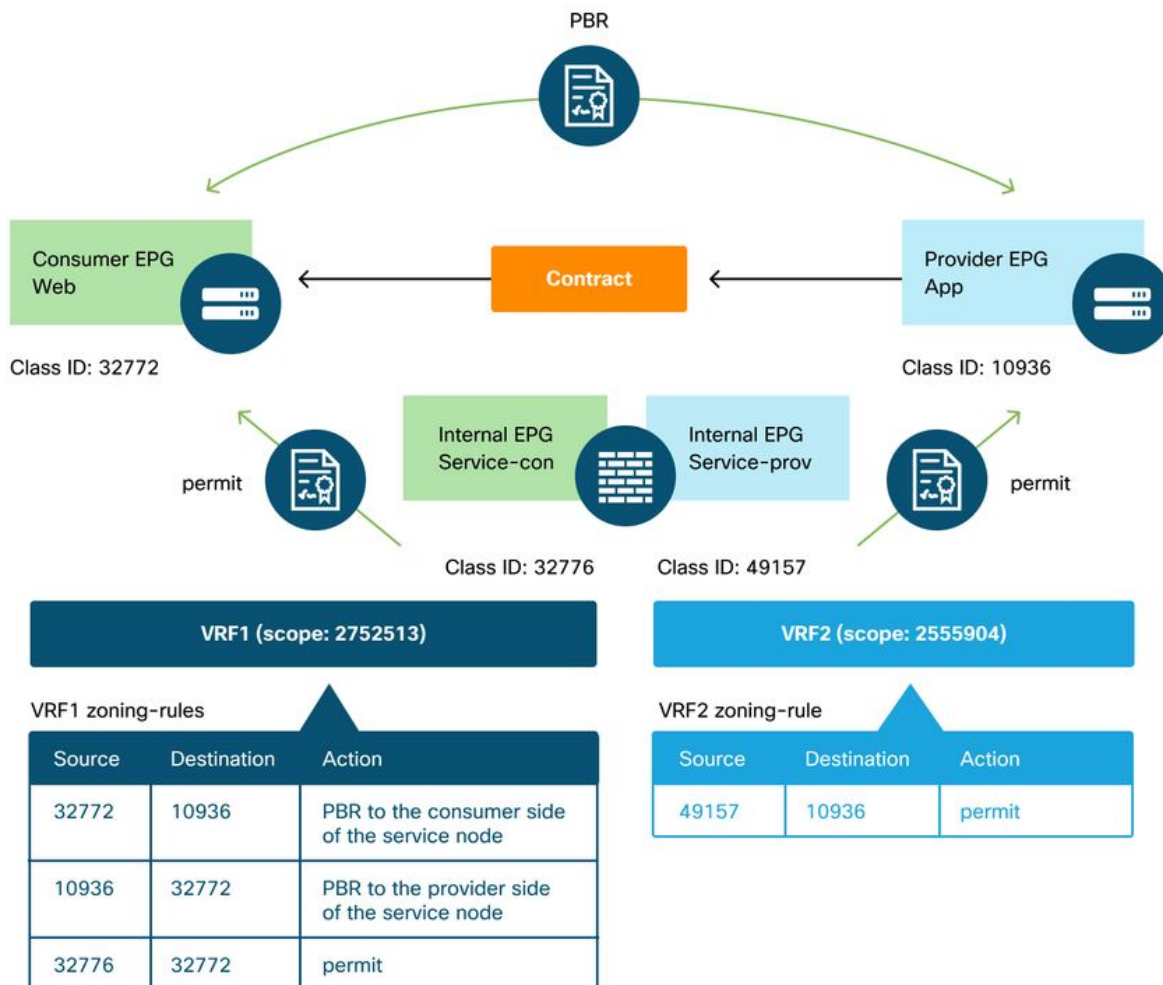 PBR
Consumer EPG
Web
Contract
Provider EPG
App
Class ID: 32772
Class ID: 10936
Internal EPG
Service-con
Internal EPG
Service-prov
permit
permit
Class ID: 32776
Class ID: 49157
VRF1 (scope: 2752513)
VRF2 (scope: 2555904)
VRF1 zoning-rules
Source Destination Action
32772 10936 PBR to the consumer side
of the service node
10936 32772 PBR to the provider side
of the service node
32776 32772 permit
VRF2 zoning-rule
Source Destination Action
49157 10936 permit